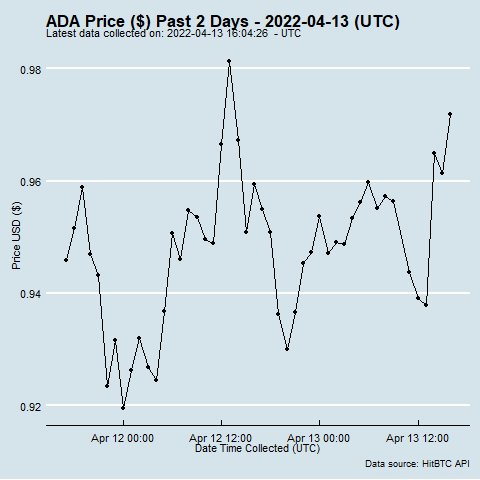 ADA Price ($) Past 2 Days - 2022-04-13 (UTC)
Latest data collected on: 2022-04-13 16:04:26  - UTC
0.98
0.96
0.94
0.92
Price USD ($)
Apr 12 00:00 Apr 12 12:00 Apr 13 00:00 Apr 13 12:00
Date Time Collected (UTC)
Data source: HitBTC API